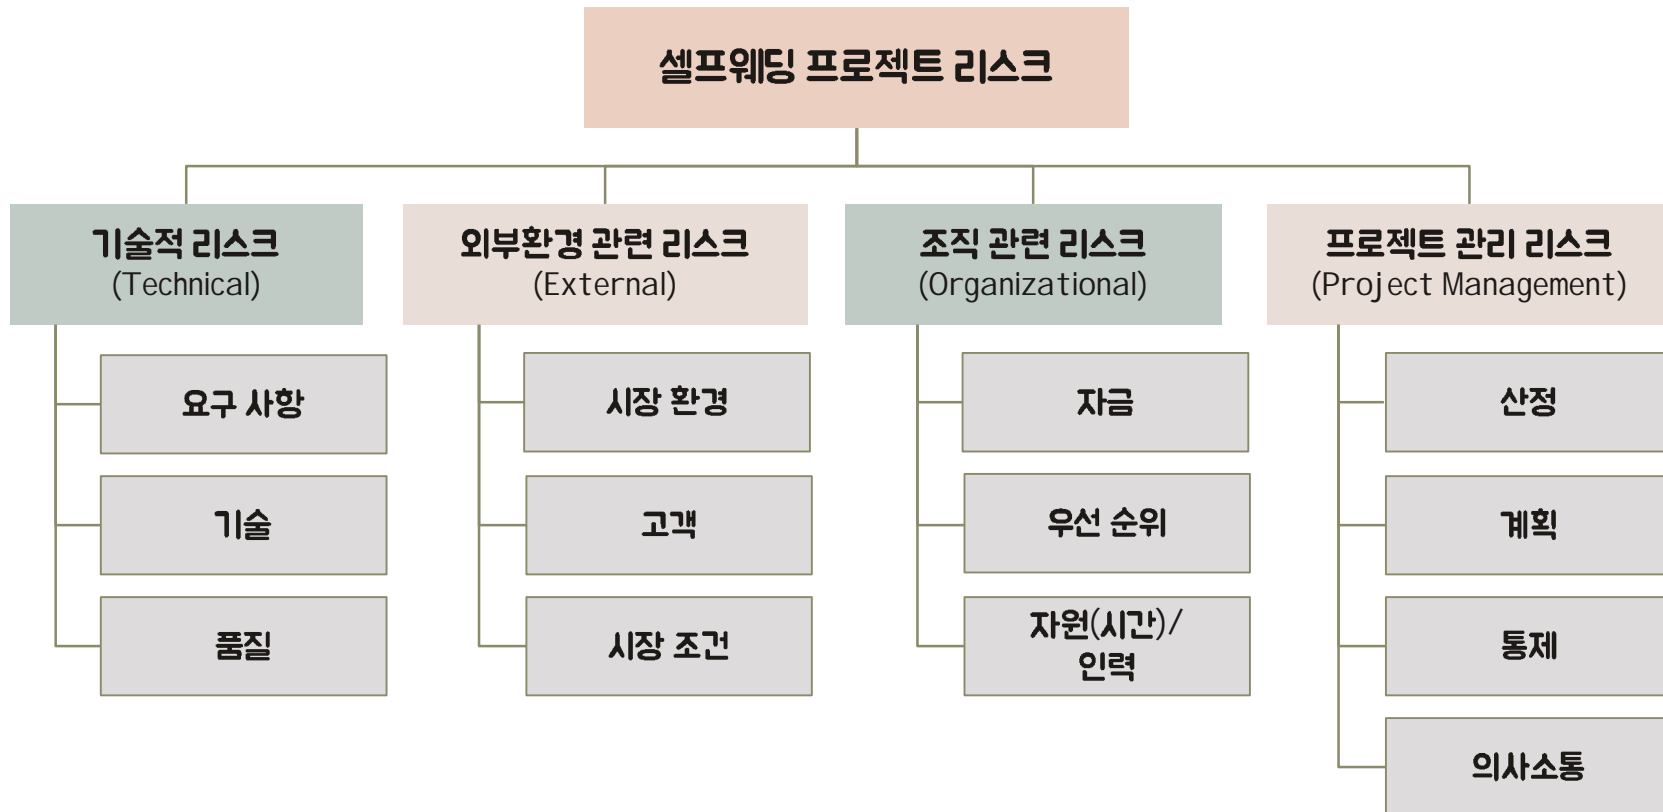 셀프웨딩 프로젝트 리스크
기술적 리스크
(Technical)
외부환경 관련 리스크
(External)
조직 관련 리스크
(Organizational)
프로젝트 관리 리스크
(Project Management)
요구 사항
기술
품질
시장 환경
고객
시장 조건
자금
우선 순위
자원(시간)/
인력
산정
계획
통제
의사소통